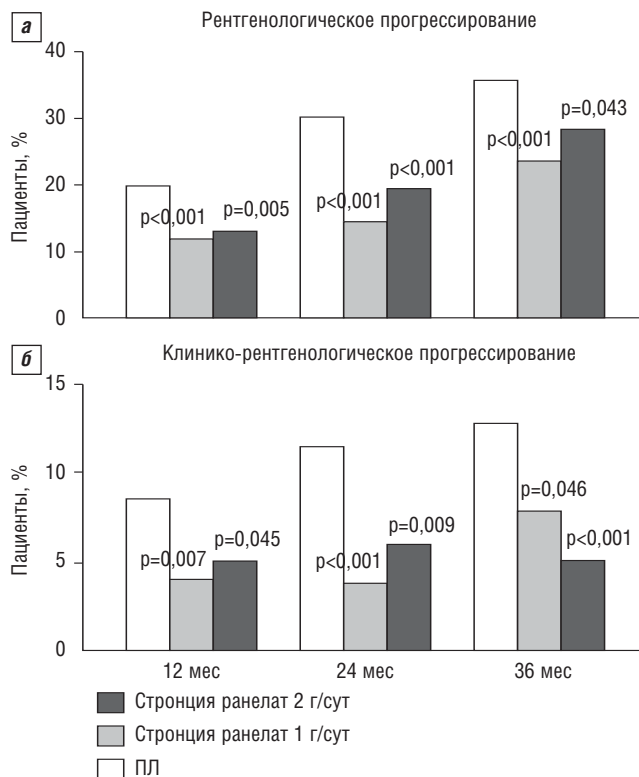 а
Рентгенологическое прогрессирование
Пациенты, %
40
30
20
10
0
p<0,001
p=0,005
p<0,001
p<0,001
p<0,001
p=0,043
б
Клинико-рентгенологическое прогрессирование
Пациенты, %
15
10
5
0
p=0,007
p=0,045
p<0,001
p=0,009
p=0,046
p<0,001
12 мес
24 мес
36 мес
Стронция ранелат 2 г/сут
Стронция ранелат 1 г/сут
ПЛ